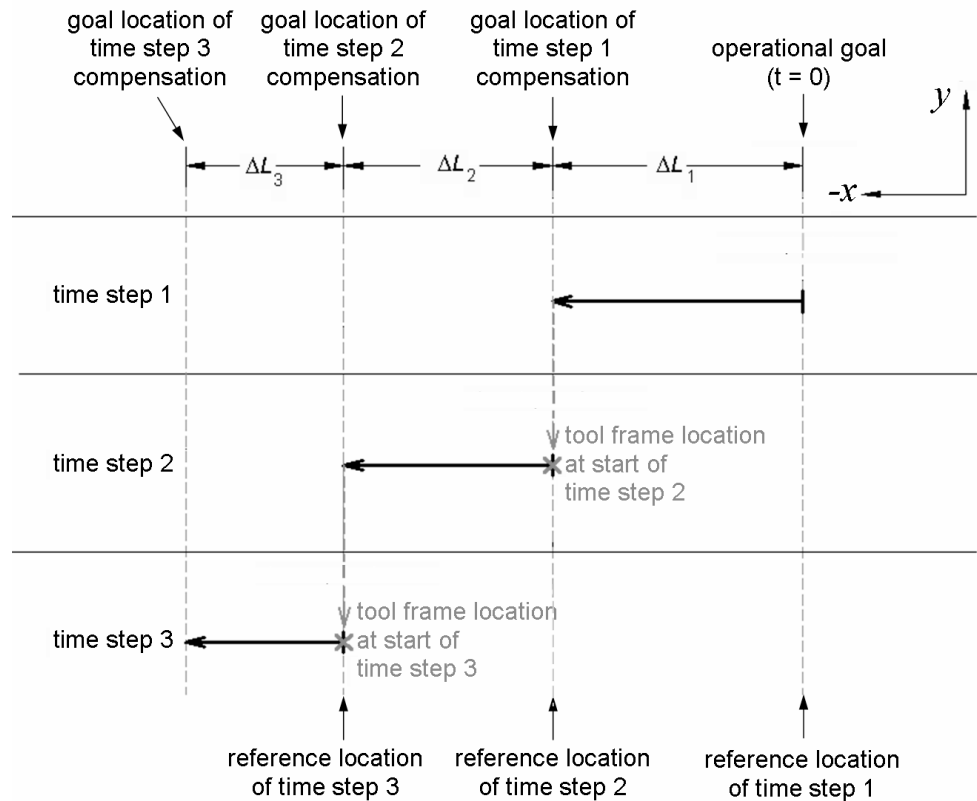 goal location of
time step 3
compensation
goal location of
time step 2
compensation
goal location of
time step 1
compensation
operational goal
(t = 0)
y
-x
ΔL3
ΔL2
ΔL1
time step 1
time step 2
tool frame location
at start of
time step 2
time step 3
tool frame location
at start of
time step 3
reference location
of time step 3
reference location
of time step 2
reference location
of time step 1